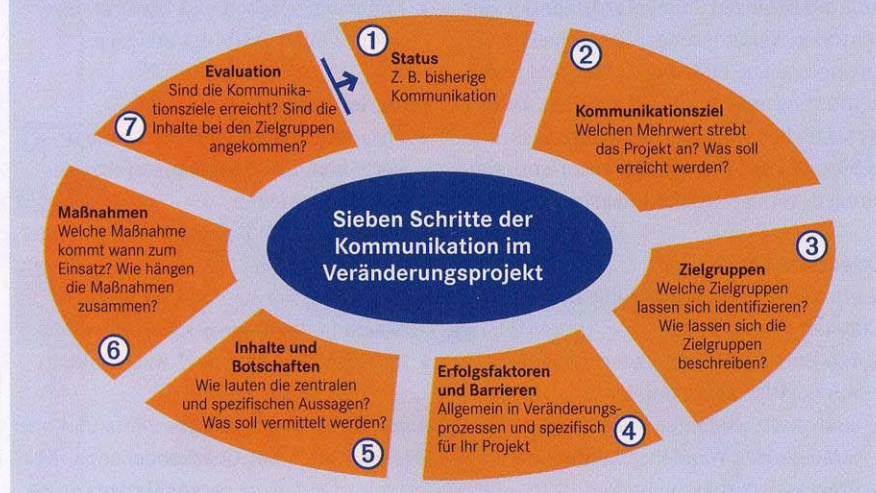 Sieben Schritte der
Kommunikation im
Veränderungsprojekt
1
Status
Z. B. bisherige
Kommunikation
2
Kommunikationsziel
Welchen Mehrwert strebt
das Projekt an? Was soll
erreicht werden?
3
Zielgruppen
Welche Zielgruppen
lassen sich identifizieren?
Wie lassen sich die
Zielgruppen
beschreiben?
4
Erfolgsfaktoren
und Barrieren
Allgemein in Veränderungs-
prozessen und spezifisch
für Ihr Projekt
5
Inhalte und
Botschaften
Wie lauten die zentralen
und spezifischen Aussagen?
Was soll vermittelt werden?
6
Maßnahmen
Welche Maßnahme
kommt wann zum
Einsatz? Wie hängen
die Maßnahmen
zusammen?
7
Evaluation
Sind die Kommunika-
tionsziele erreicht? Sind die
Inhalte bei den Zielgruppen
angekommen?